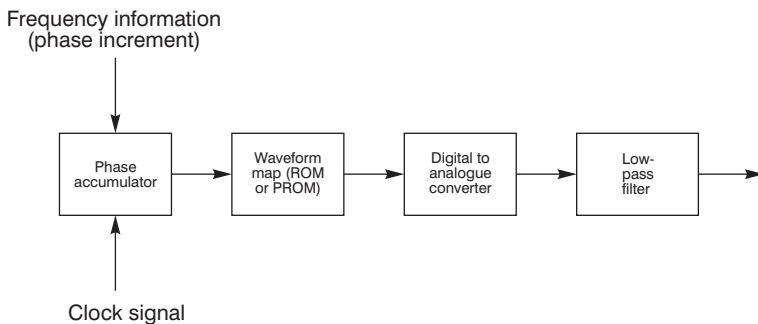 Frequency information
(phase increment)
Phase
accumulator
Waveform
map (ROM
or PROM)
Digital to
analogue
converter
Low-
pass
filter
Clock signal